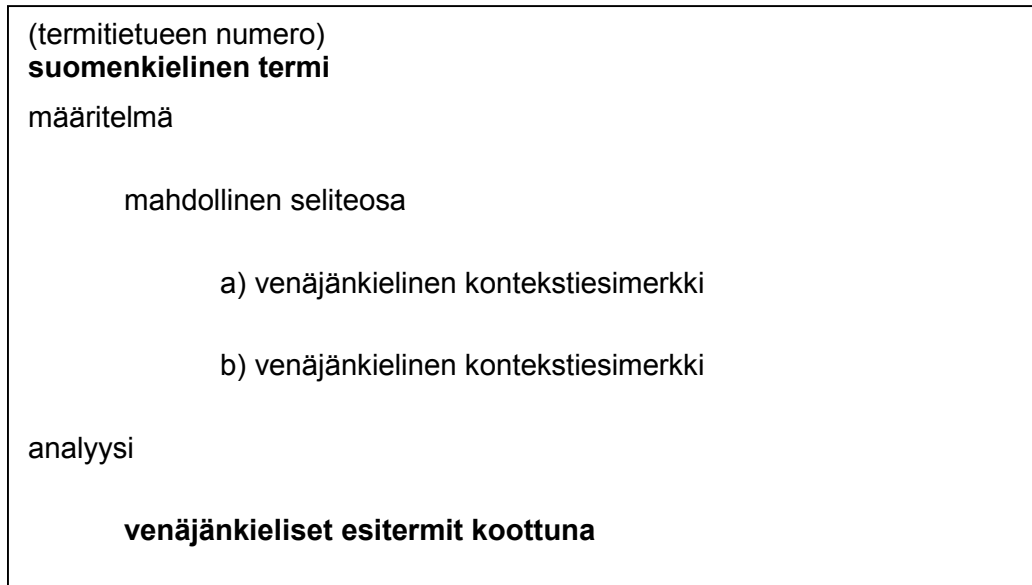 (termitietueen numero)
suomenkielinen termi
määritelmä
mahdollinen seliteosa
a) venäjänkielinen kontekstiesimerkki
b) venäjänkielinen kontekstiesimerkki
analyysi
venäjänkieliset esitermit koottuna